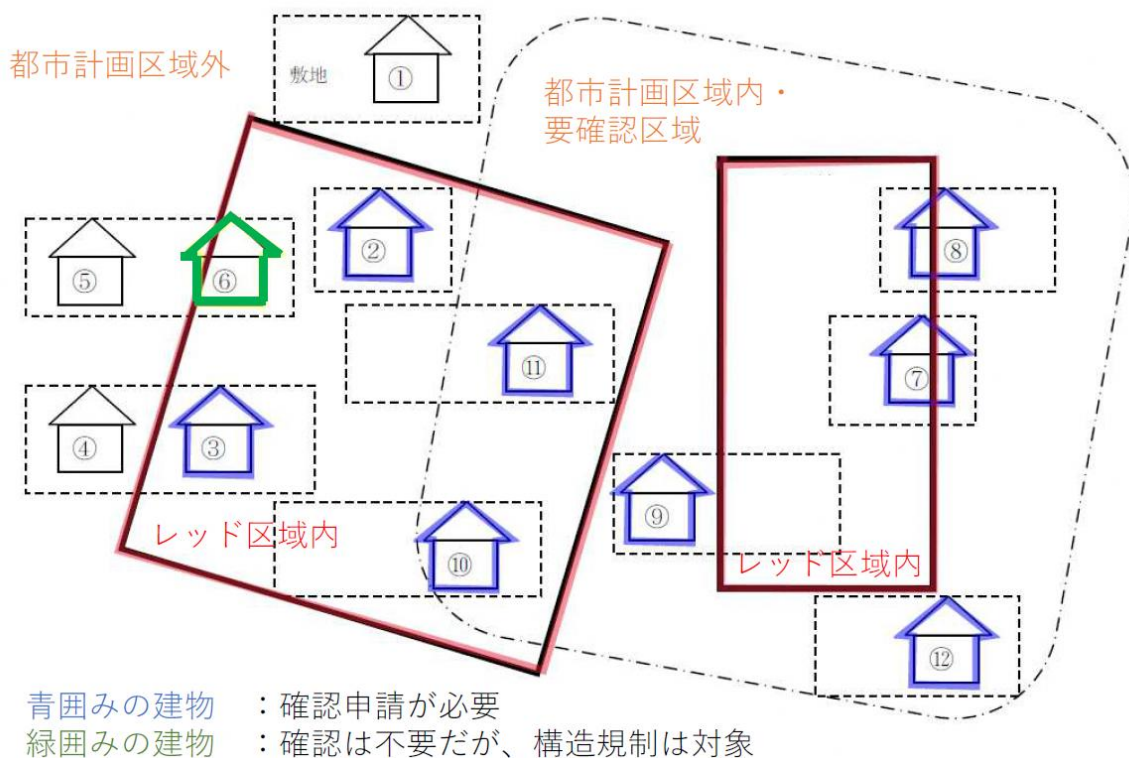 都市計画区域外
敷地
①
都市計画区域内・
要確認区域
②
⑧
⑤
⑥
⑪
⑦
④
③
⑨
レッド区域内
⑩
レッド区域内
⑫
青囲みの建物 ：確認申請が必要
緑囲みの建物 ：確認は不要だが、構造規制は対象